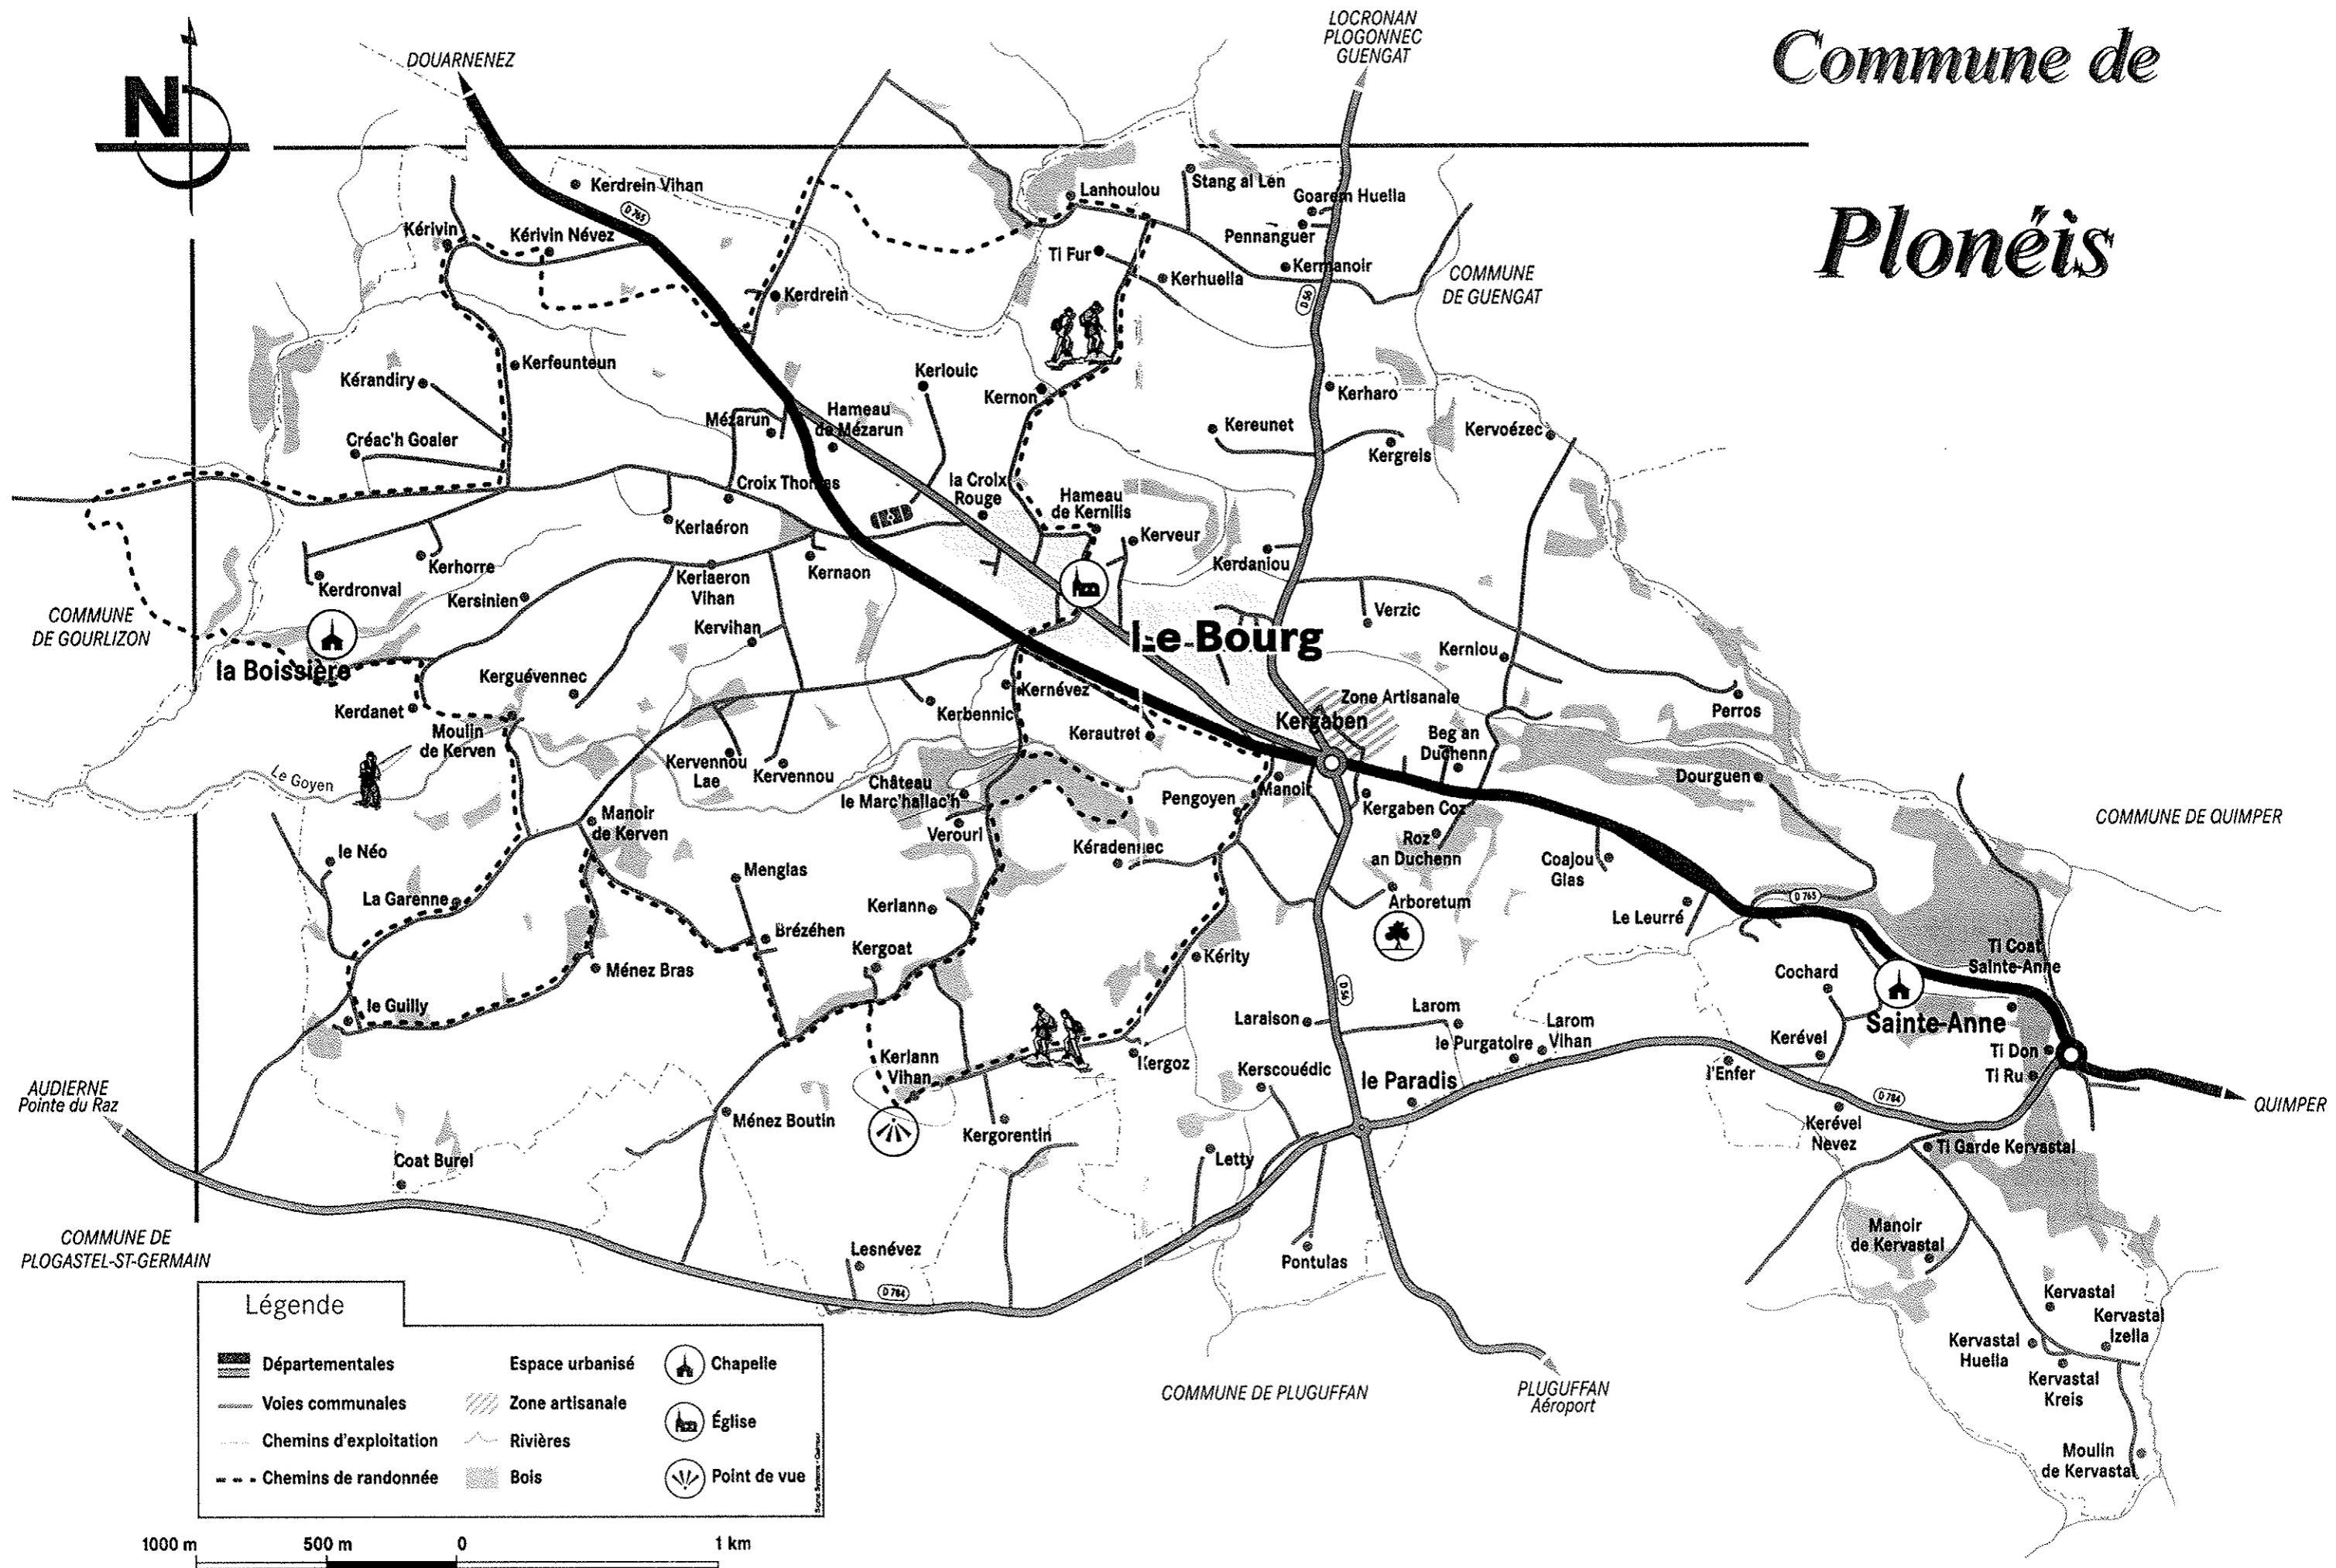 Commune de
Plonéis
N
DOUARNENEZ
LOCRONAN
PLOGONNEC
GUENGAT
Kerdrein Vihan
D 765
Lanhoulou
Stang al Len
Goarem Huella
Pennanguer
Kérivin
Kérivin Névez
Ti Fur
Kermanoir
Kerhuella
COMMUNE
DE GUENGAT
Kerdrein
D 56
Kerfeunteun
Kérandiry
Kerlouic
Kernon
Kerharo
Mézarun
Hameau
de Mézarun
Kereunet
Kervoézec
Créac'h Goaler
Kergreis
Croix Thomas
la Croix
Rouge
Hameau
de Kernilis
Kerlaéron
Kerveur
Kerhorre
Kerdronval
Kernaon
Kerdaniou
Kerlaeron
Vihan
Kersinien
COMMUNE
DE GOURLIZON
Verzic
Kervihan
Le Bourg
Kerniou
la Boissière
Kerguévennec
Kernévez
Zone Artisanale
Kerdanet
Kerbennic
Kergaben
Perros
Moulin
de Kerven
Kerautret
Beg an
Duchenn
Kervennou
Lae
Kervennou
Le Goyen
Château
le Marc'hallac'h
Pengoyen
Manoir
Dourguen
Kergaben Coz
COMMUNE DE QUIMPER
Manoir
de Kerven
Verouri
Kéradennec
Roz
an Duchenn
le Néo
Coajou
Glas
Menglas
La Garenne
Kerlann
Arboretum
D 765
Le Leurré
Brézéhen
Kergoat
Kérity
Ti Coat
Sainte-Anne
Ménez Bras
Cochard
le Guilly
Laraison
Larom
Sainte-Anne
le Purgatoire
Larom
Vihan
Kerével
Ti Don
D 56
Kerlann
Vihan
Kergoz
Kerscouédic
le Paradis
l'Enfer
Ti Ru
AUDIERNE
Pointe du Raz
D 784
QUIMPER
Ménez Boutin
Kergorentin
Kerével
Nevez
Coat Burel
Letty
Ti Garde Kervastal
COMMUNE DE
PLOGASTEL-ST-GERMAIN
Manoir
de Kervastal
Lesnévez
Pontulas
D 784
Kervastal
Kervastal
Izella
Kervastal
Huella
Kervastal
Kreis
COMMUNE DE PLUGUFFAN
PLUGUFFAN
Aéroport
Moulin
de Kervastal
Légende
Départementales
Voies communales
Chemins d'exploitation
Chemins de randonnée
Espace urbanisé
Zone artisanale
Rivières
Bois
Chapelle
Église
Point de vue
1000 m
500 m
0
1 km